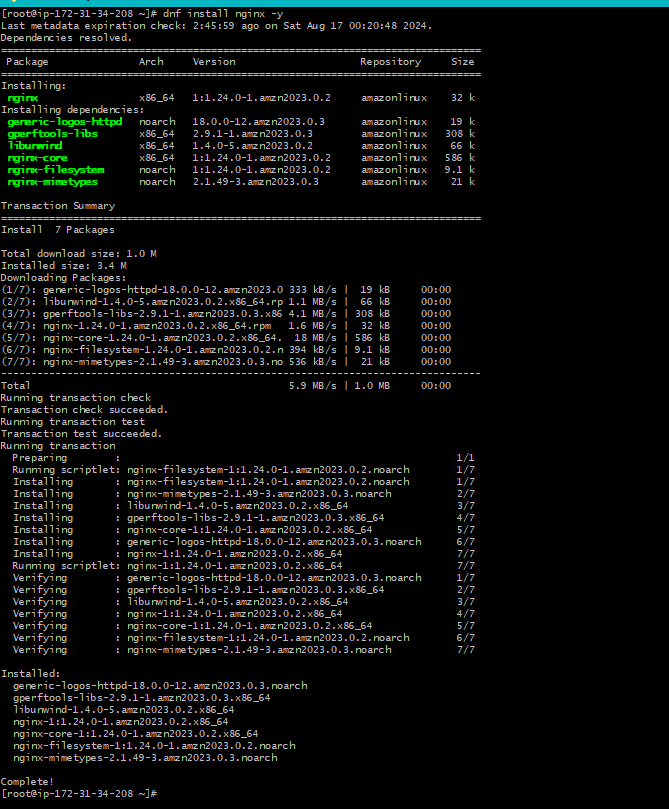 [root@ip-172-31-34-208 ~]# dnf install nginx -y
Last metadata expiration check: 2:45:59 ago on Sat Aug 17 00:20:48 2024.
Dependencies resolved.
================================================================================
 Package               Arch     Version                    Repository     Size
================================================================================
Installing:
 nginx                 x86_64   1:1.24.0-1.amzn2023.0.2    amazonlinux    32 k
Installing dependencies:
 generic-logos-httpd   noarch   18.0.0-12.amzn2023.0.3     amazonlinux    19 k
 gperftools-libs       x86_64   2.9.1-1.amzn2023.0.3       amazonlinux   308 k
 libunwind             x86_64   1.4.0-5.amzn2023.0.2       amazonlinux    66 k
 nginx-core            x86_64   1:1.24.0-1.amzn2023.0.2    amazonlinux   586 k
 nginx-filesystem      noarch   1:1.24.0-1.amzn2023.0.2    amazonlinux   9.1 k
 nginx-mimetypes       noarch   2.1.49-3.amzn2023.0.3      amazonlinux    21 k
Transaction Summary
================================================================================
Install  7 Packages
Total download size: 1.0 M
Installed size: 3.4 M
Downloading Packages:
(1/7): generic-logos-httpd-18.0.0-12.amzn2023.0 333 kB/s |  19 kB     00:00
(2/7): libunwind-1.4.0-5.amzn2023.0.2.x86_64.rp 1.1 MB/s |  66 kB     00:00
(3/7): gperftools-libs-2.9.1-1.amzn2023.0.3.x86 4.1 MB/s | 308 kB     00:00
(4/7): nginx-1.24.0-1.amzn2023.0.2.x86_64.rpm   1.6 MB/s |  32 kB     00:00
(5/7): nginx-core-1.24.0-1.amzn2023.0.2.x86_64.  18 MB/s | 586 kB     00:00
(6/7): nginx-filesystem-1.24.0-1.amzn2023.0.2.n 394 kB/s | 9.1 kB     00:00
(7/7): nginx-mimetypes-2.1.49-3.amzn2023.0.3.no 536 kB/s |  21 kB     00:00
--------------------------------------------------------------------------------
Total                                           5.9 MB/s | 1.0 MB     00:00
Running transaction check
Transaction check succeeded.
Running transaction test
Transaction test succeeded.
Running transaction
  Preparing        :                                                        1/1
  Running scriptlet: nginx-filesystem-1:1.24.0-1.amzn2023.0.2.noarch        1/7
  Installing       : nginx-filesystem-1:1.24.0-1.amzn2023.0.2.noarch        1/7
  Installing       : nginx-mimetypes-2.1.49-3.amzn2023.0.3.noarch           2/7
  Installing       : libunwind-1.4.0-5.amzn2023.0.2.x86_64                  3/7
  Installing       : gperftools-libs-2.9.1-1.amzn2023.0.3.x86_64            4/7
  Installing       : nginx-core-1:1.24.0-1.amzn2023.0.2.x86_64              5/7
  Installing       : generic-logos-httpd-18.0.0-12.amzn2023.0.3.noarch      6/7
  Installing       : nginx-1:1.24.0-1.amzn2023.0.2.x86_64                   7/7
  Running scriptlet: nginx-1:1.24.0-1.amzn2023.0.2.x86_64                   7/7
  Verifying        : generic-logos-httpd-18.0.0-12.amzn2023.0.3.noarch      1/7
  Verifying        : gperftools-libs-2.9.1-1.amzn2023.0.3.x86_64            2/7
  Verifying        : libunwind-1.4.0-5.amzn2023.0.2.x86_64                  3/7
  Verifying        : nginx-1:1.24.0-1.amzn2023.0.2.x86_64                   4/7
  Verifying        : nginx-core-1:1.24.0-1.amzn2023.0.2.x86_64              5/7
  Verifying        : nginx-filesystem-1:1.24.0-1.amzn2023.0.2.noarch        6/7
  Verifying        : nginx-mimetypes-2.1.49-3.amzn2023.0.3.noarch           7/7
Installed:
  generic-logos-httpd-18.0.0-12.amzn2023.0.3.noarch
  gperftools-libs-2.9.1-1.amzn2023.0.3.x86_64
  libunwind-1.4.0-5.amzn2023.0.2.x86_64
  nginx-1:1.24.0-1.amzn2023.0.2.x86_64
  nginx-core-1:1.24.0-1.amzn2023.0.2.x86_64
  nginx-filesystem-1:1.24.0-1.amzn2023.0.2.noarch
  nginx-mimetypes-2.1.49-3.amzn2023.0.3.noarch
Complete!
[root@ip-172-31-34-208 ~]#